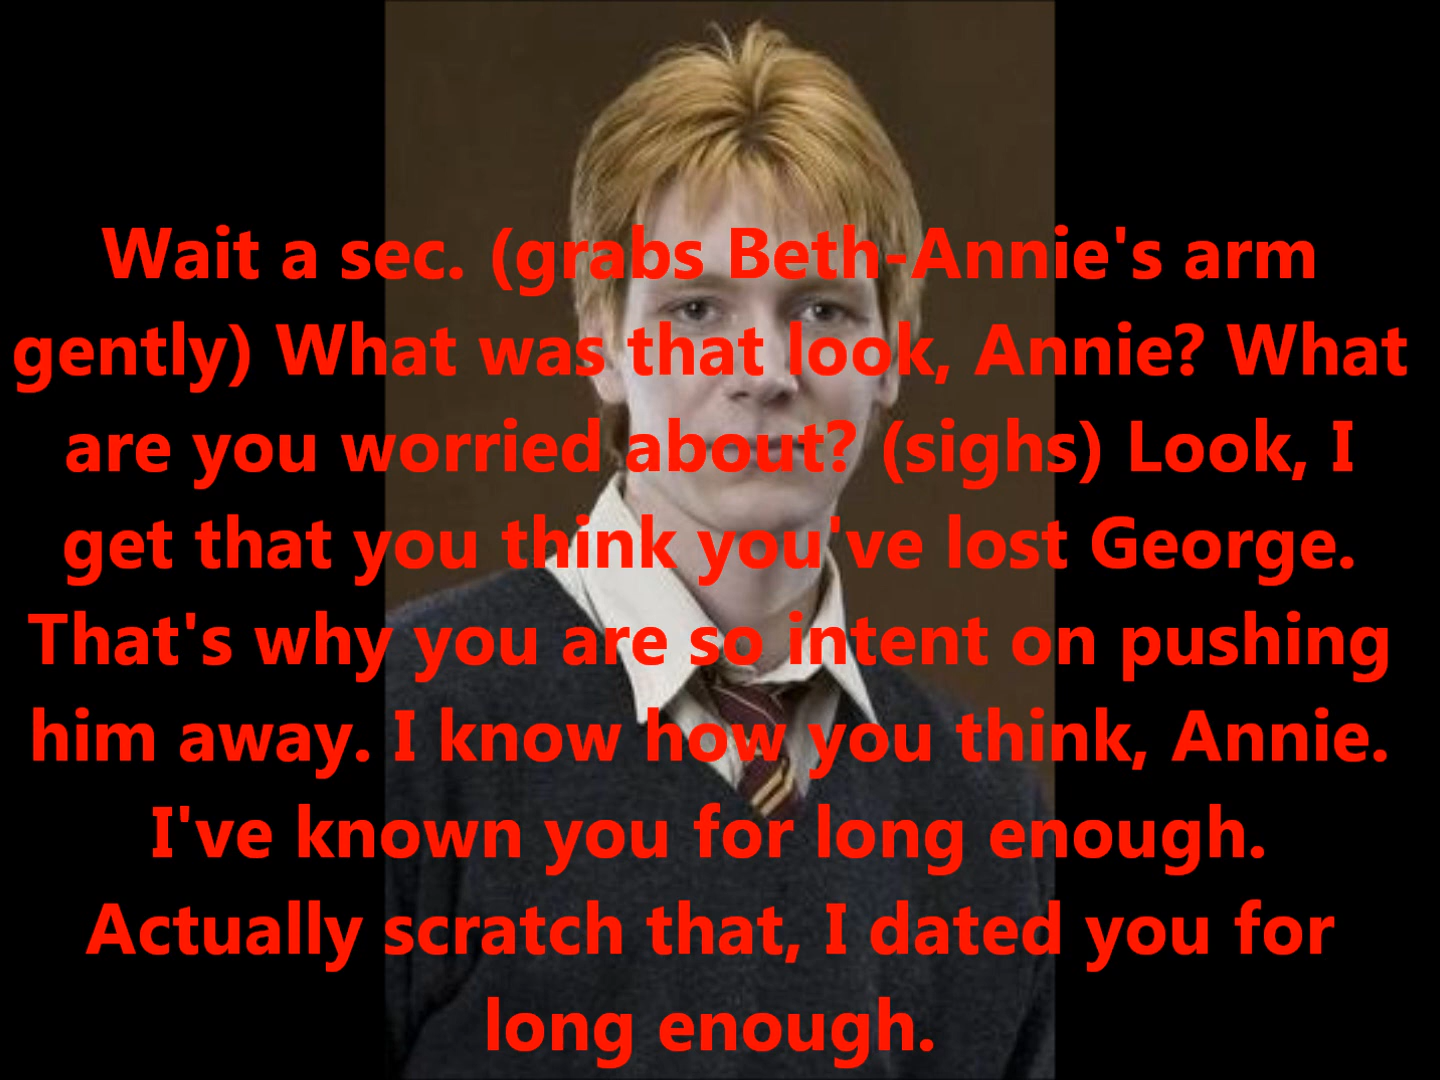 Wait a sec. (grabs Beth-Annie's arm
gently) What was that look, Annie? What
are you worried about? (sighs) Look, I
get that you think you've lost George.
That's why you are so intent on pushing
him away. I know how you think, Annie.
I've known you for long enough.
Actually scratch that, I dated you for
long enough.